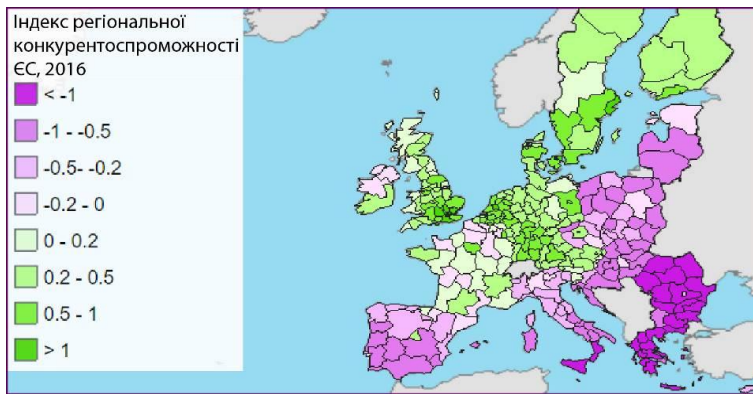 Індекс регіональної
конкурентоспроможності
ЄС, 2016
< -1
-1 - -0.5
-0.5- -0.2
-0.2 - 0
0 - 0.2
0.2 - 0.5
0.5 - 1
> 1